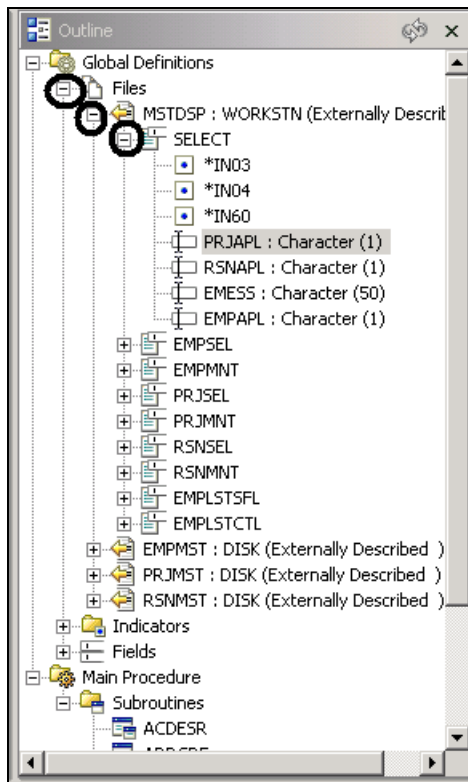 Outline
Global Definitions
Files
MSTDSP : WORKSTN (Externally Describ
SELECT
*IN03
*IN04
*IN60
PRJAPL : Character (1)
RSNAPL : Character (1)
EMESS : Character (50)
EMPAPL : Character (1)
EMPSEL
EMPMNT
PRJSEL
PRJMNT
RSNSEL
RSNMNT
EMPLSTSFL
EMPLSTCTL
EMPMST : DISK (Externally Described )
PRJMST : DISK (Externally Described )
RSNMST : DISK (Externally Described )
Indicators
Fields
Main Procedure
Subroutines
ACDESR